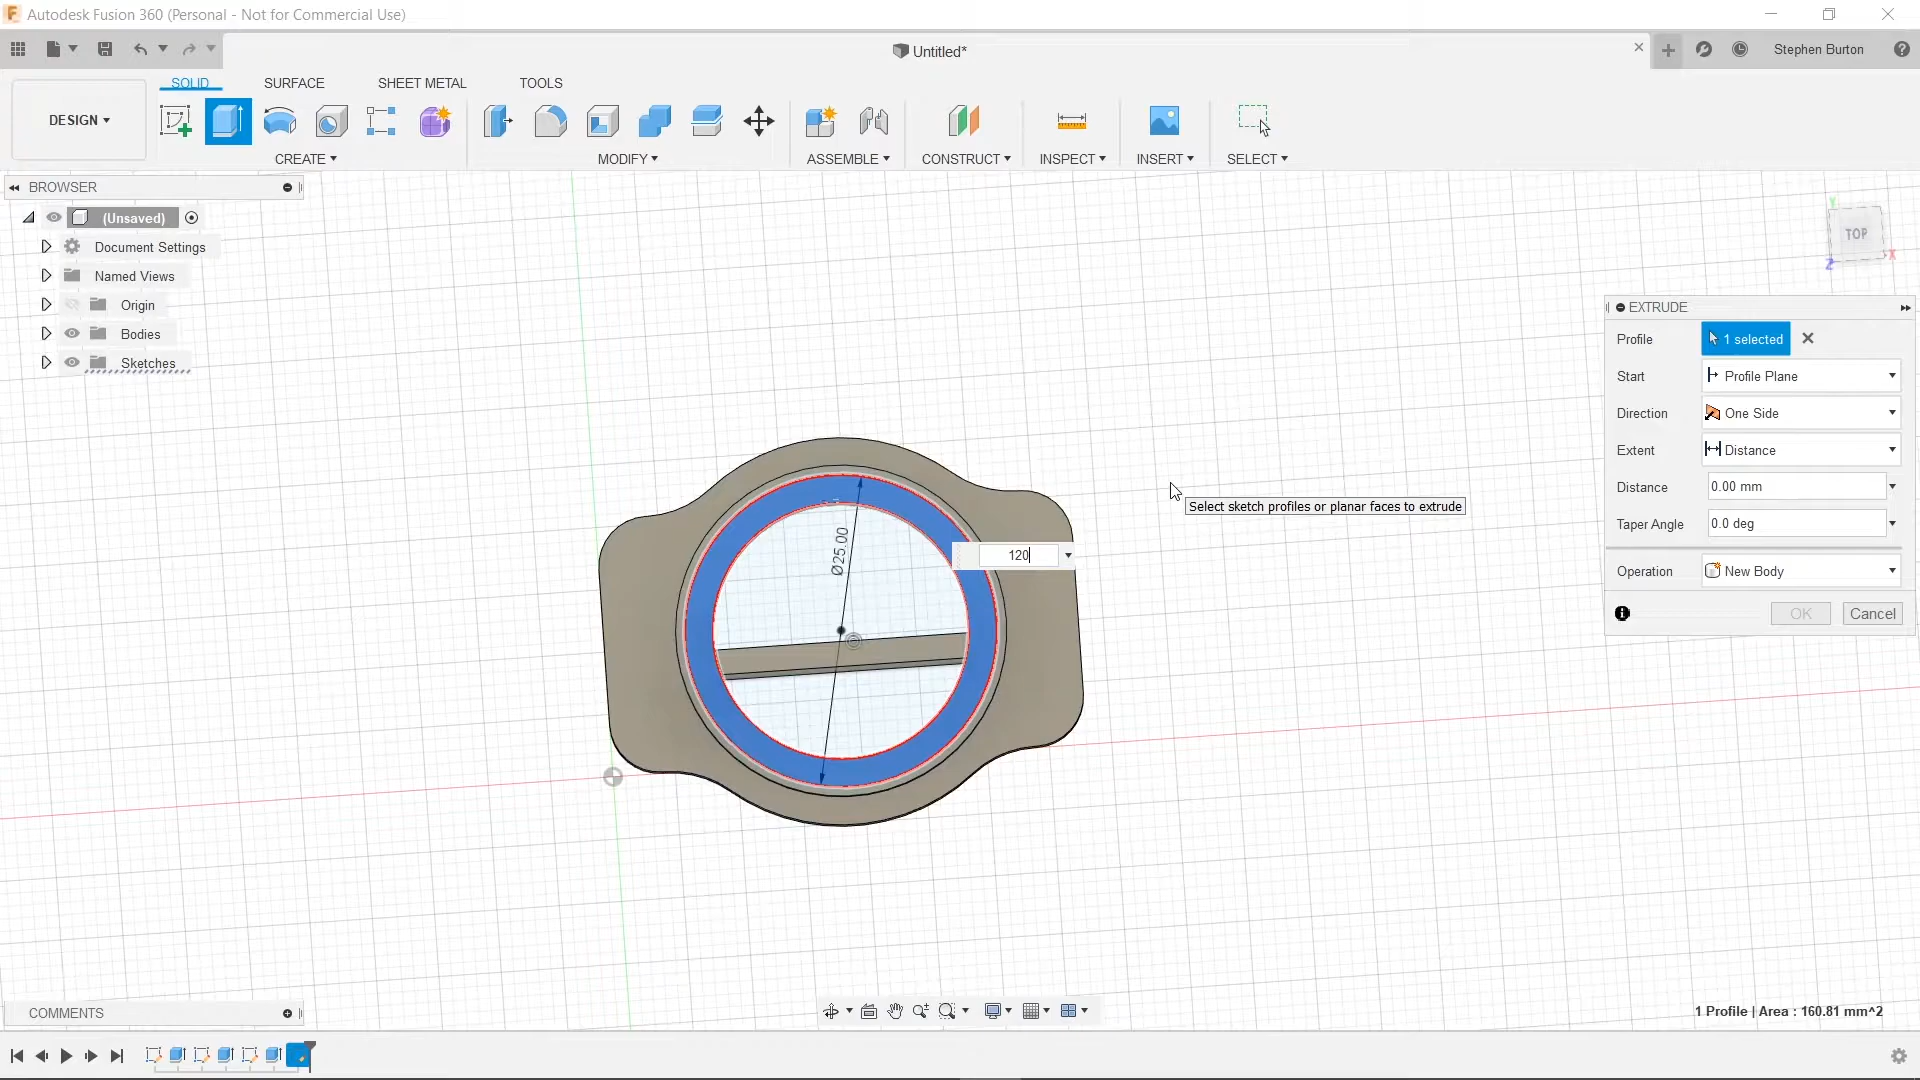 Autodesk Fusion 360 (Personal - Not for Commercial Use)
Untitled*
Stephen Burton
DESIGN
SOLID
SURFACE
SHEET METAL
TOOLS
CREATE
MODIFY
ASSEMBLE
CONSTRUCT
INSPECT
INSERT
SELECT
BROWSER
(Unsaved)
Document Settings
Named Views
Origin
Bodies
Sketches
Y
TOP
X
Z
EXTRUDE
Profile
1 selected
Start
Profile Plane
Direction
One Side
Extent
Distance
Distance
0.00 mm
Taper Angle
0.0 deg
Operation
New Body
OK
Cancel
Select sketch profiles or planar faces to extrude
Ø25.00
120
COMMENTS
1 Profile | Area : 160.81 mm^2